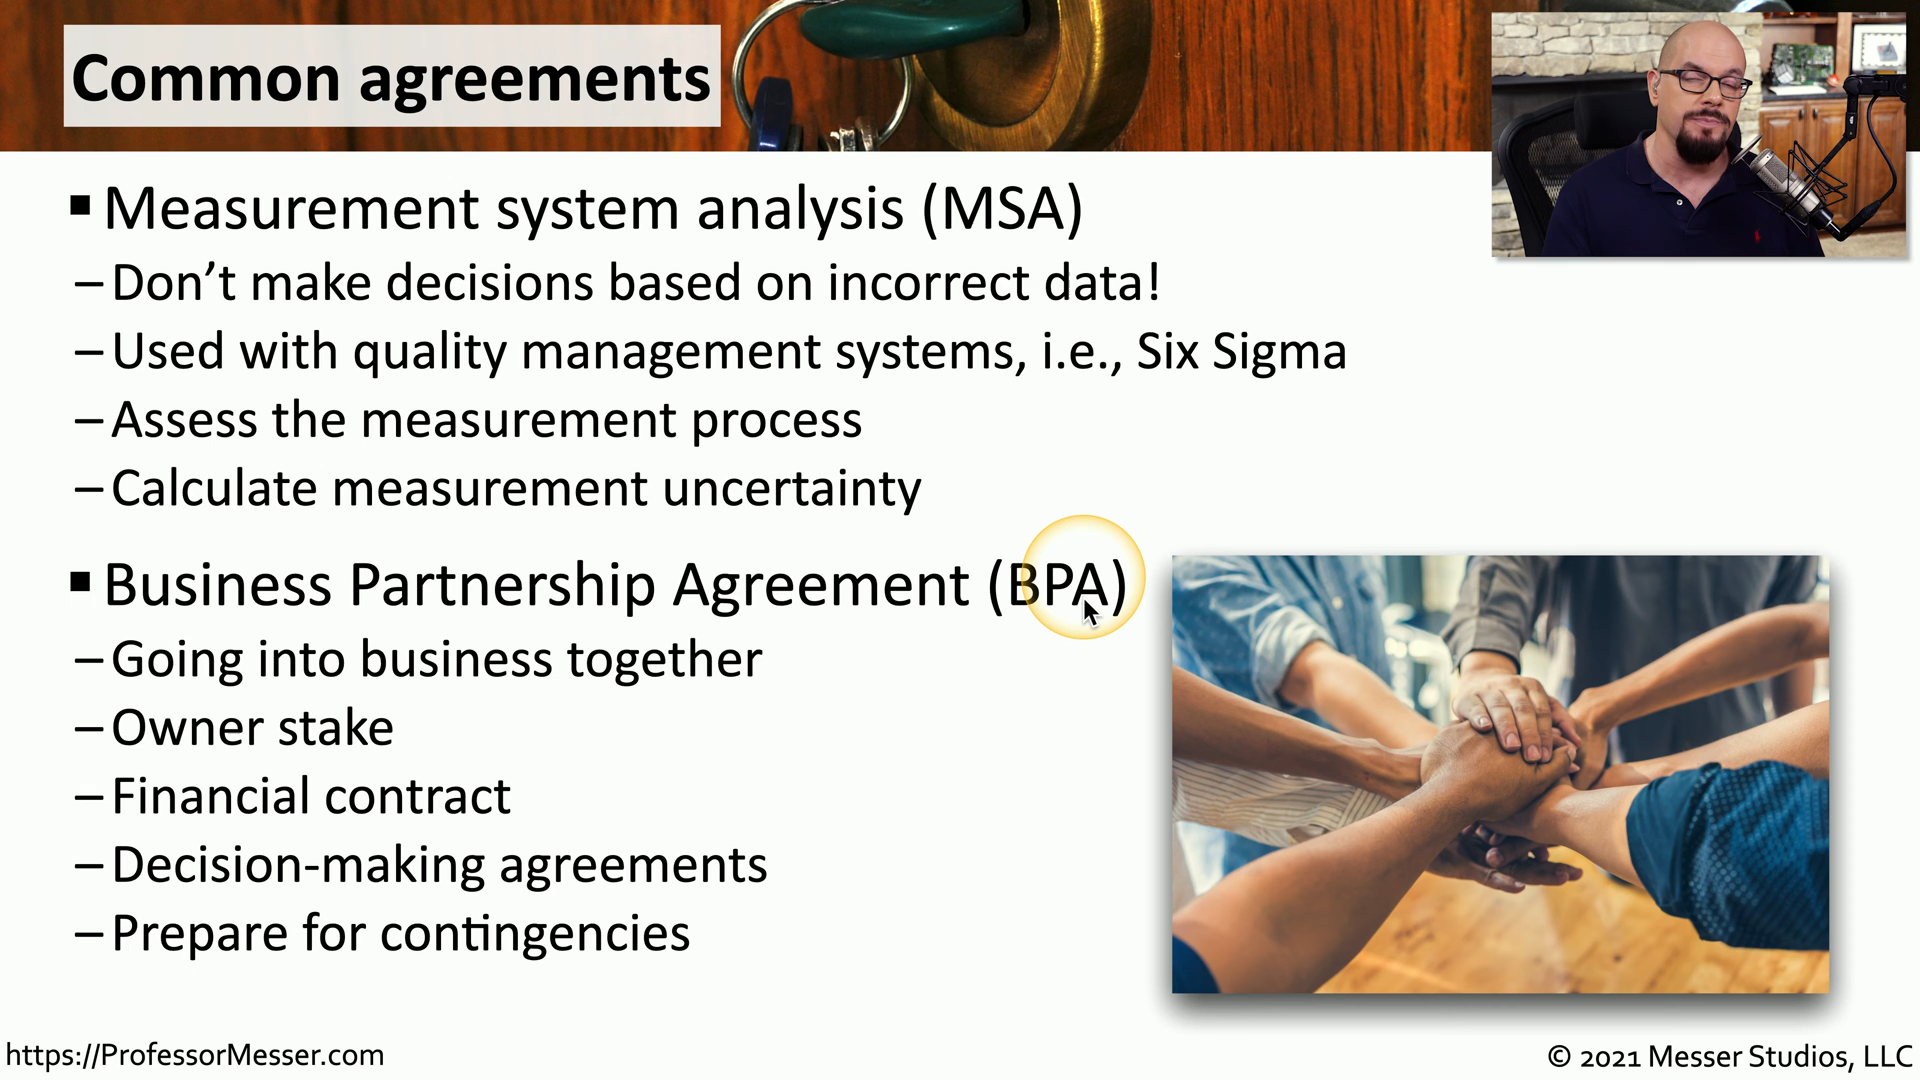 Common agreements
▪ Measurement system analysis (MSA)
– Don’t make decisions based on incorrect data!
– Used with quality management systems, i.e., Six Sigma
– Assess the measurement process
– Calculate measurement uncertainty
▪ Business Partnership Agreement (BPA)
– Going into business together
– Owner stake
– Financial contract
– Decision-making agreements
– Prepare for contingencies
https://ProfessorMesser.com
© 2021 Messer Studios, LLC